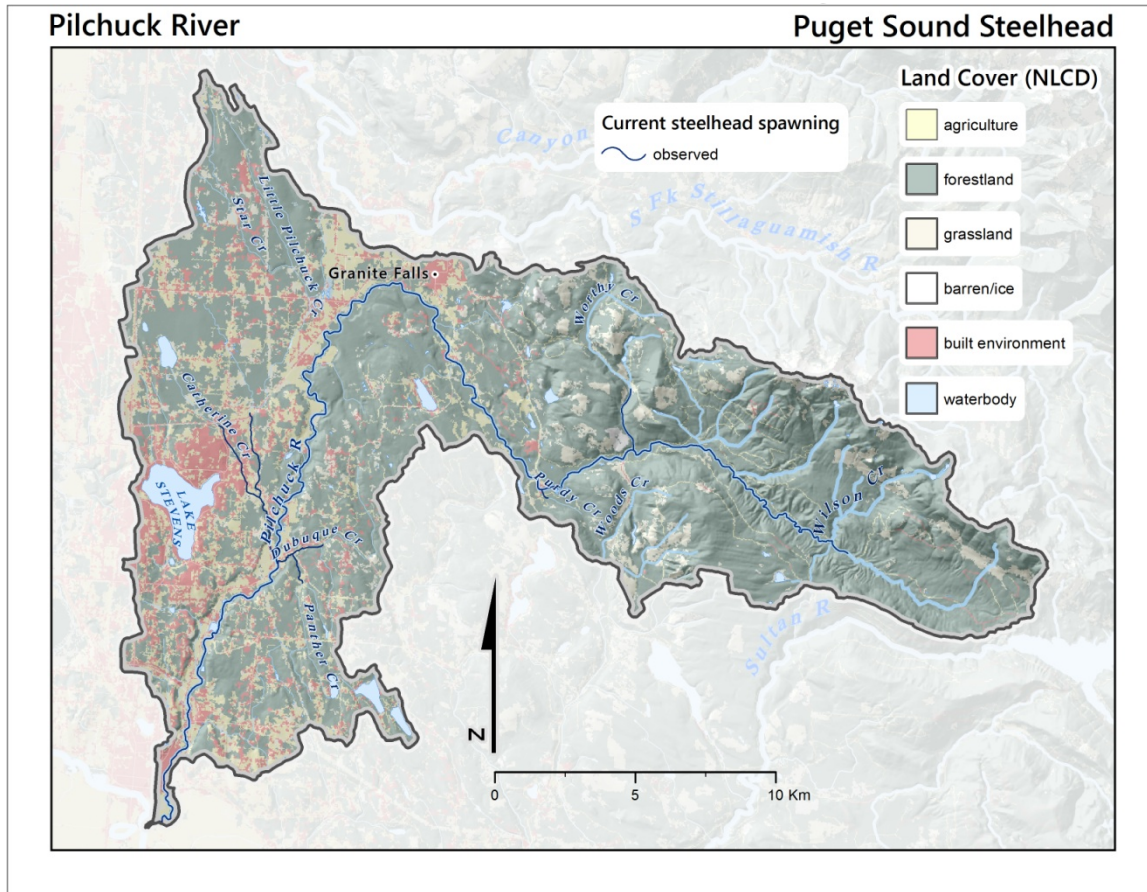 Pilchuck River
Puget Sound Steelhead
Land Cover (NLCD)
agriculture
forestland
grassland
barren/ice
built environment
waterbody
Current steelhead spawning
observed
Canyon
S Fk Stillaguamish R
Little Pilchuck Cr
Star Cr
Granite Falls
Worthy Cr
Catherine Cr
Pilchuck R
LAKE
STEVENS
Dubuque Cr
Panther Cr
Purdy Cr
Woods Cr
Wilson Cr
Sultan R
N
0 5 10 Km